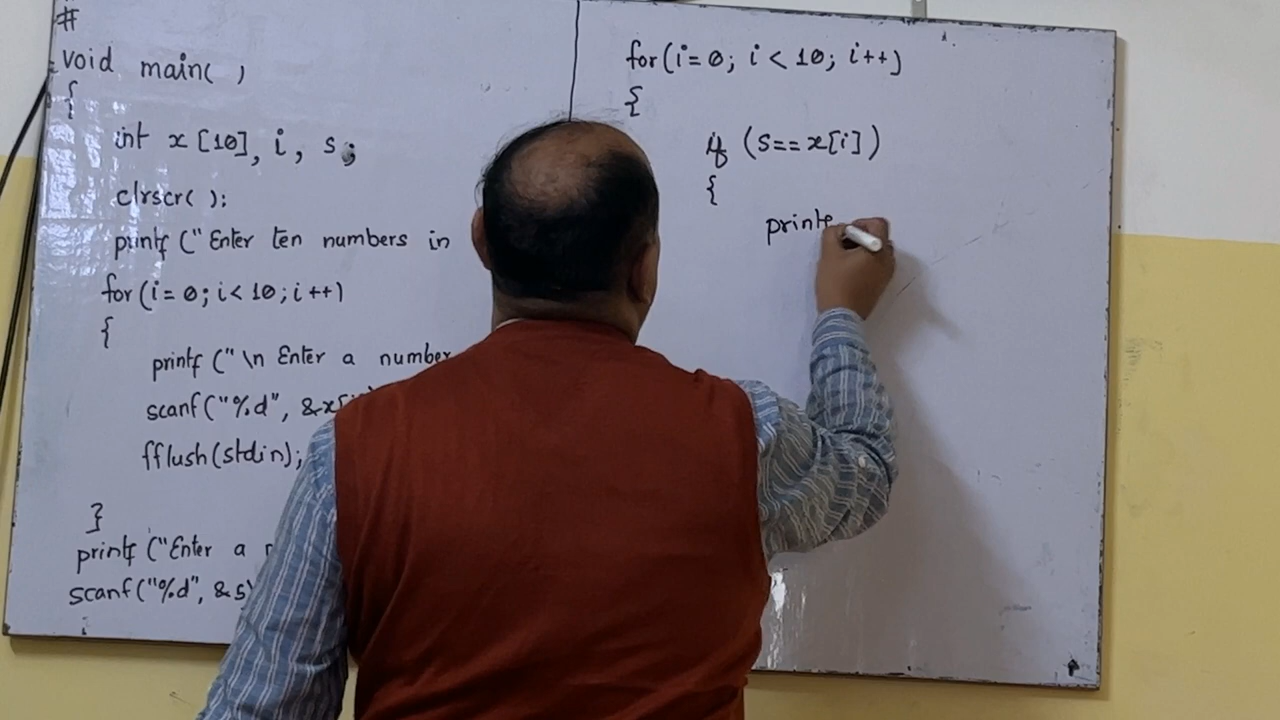 #
void main( )
{
int x [10], i, s;
clrscr( );
printf (" Enter ten numbers in
for(i= 0; i< 10; i ++)
{
printf (" \n Enter a number
scanf("%d", &x[i]
fflush(stdin);
}
printf ("Enter a
scanf("%d", &s)
for(i= 0; i < 10; i++)
{
if (s== x[i])
{
printf